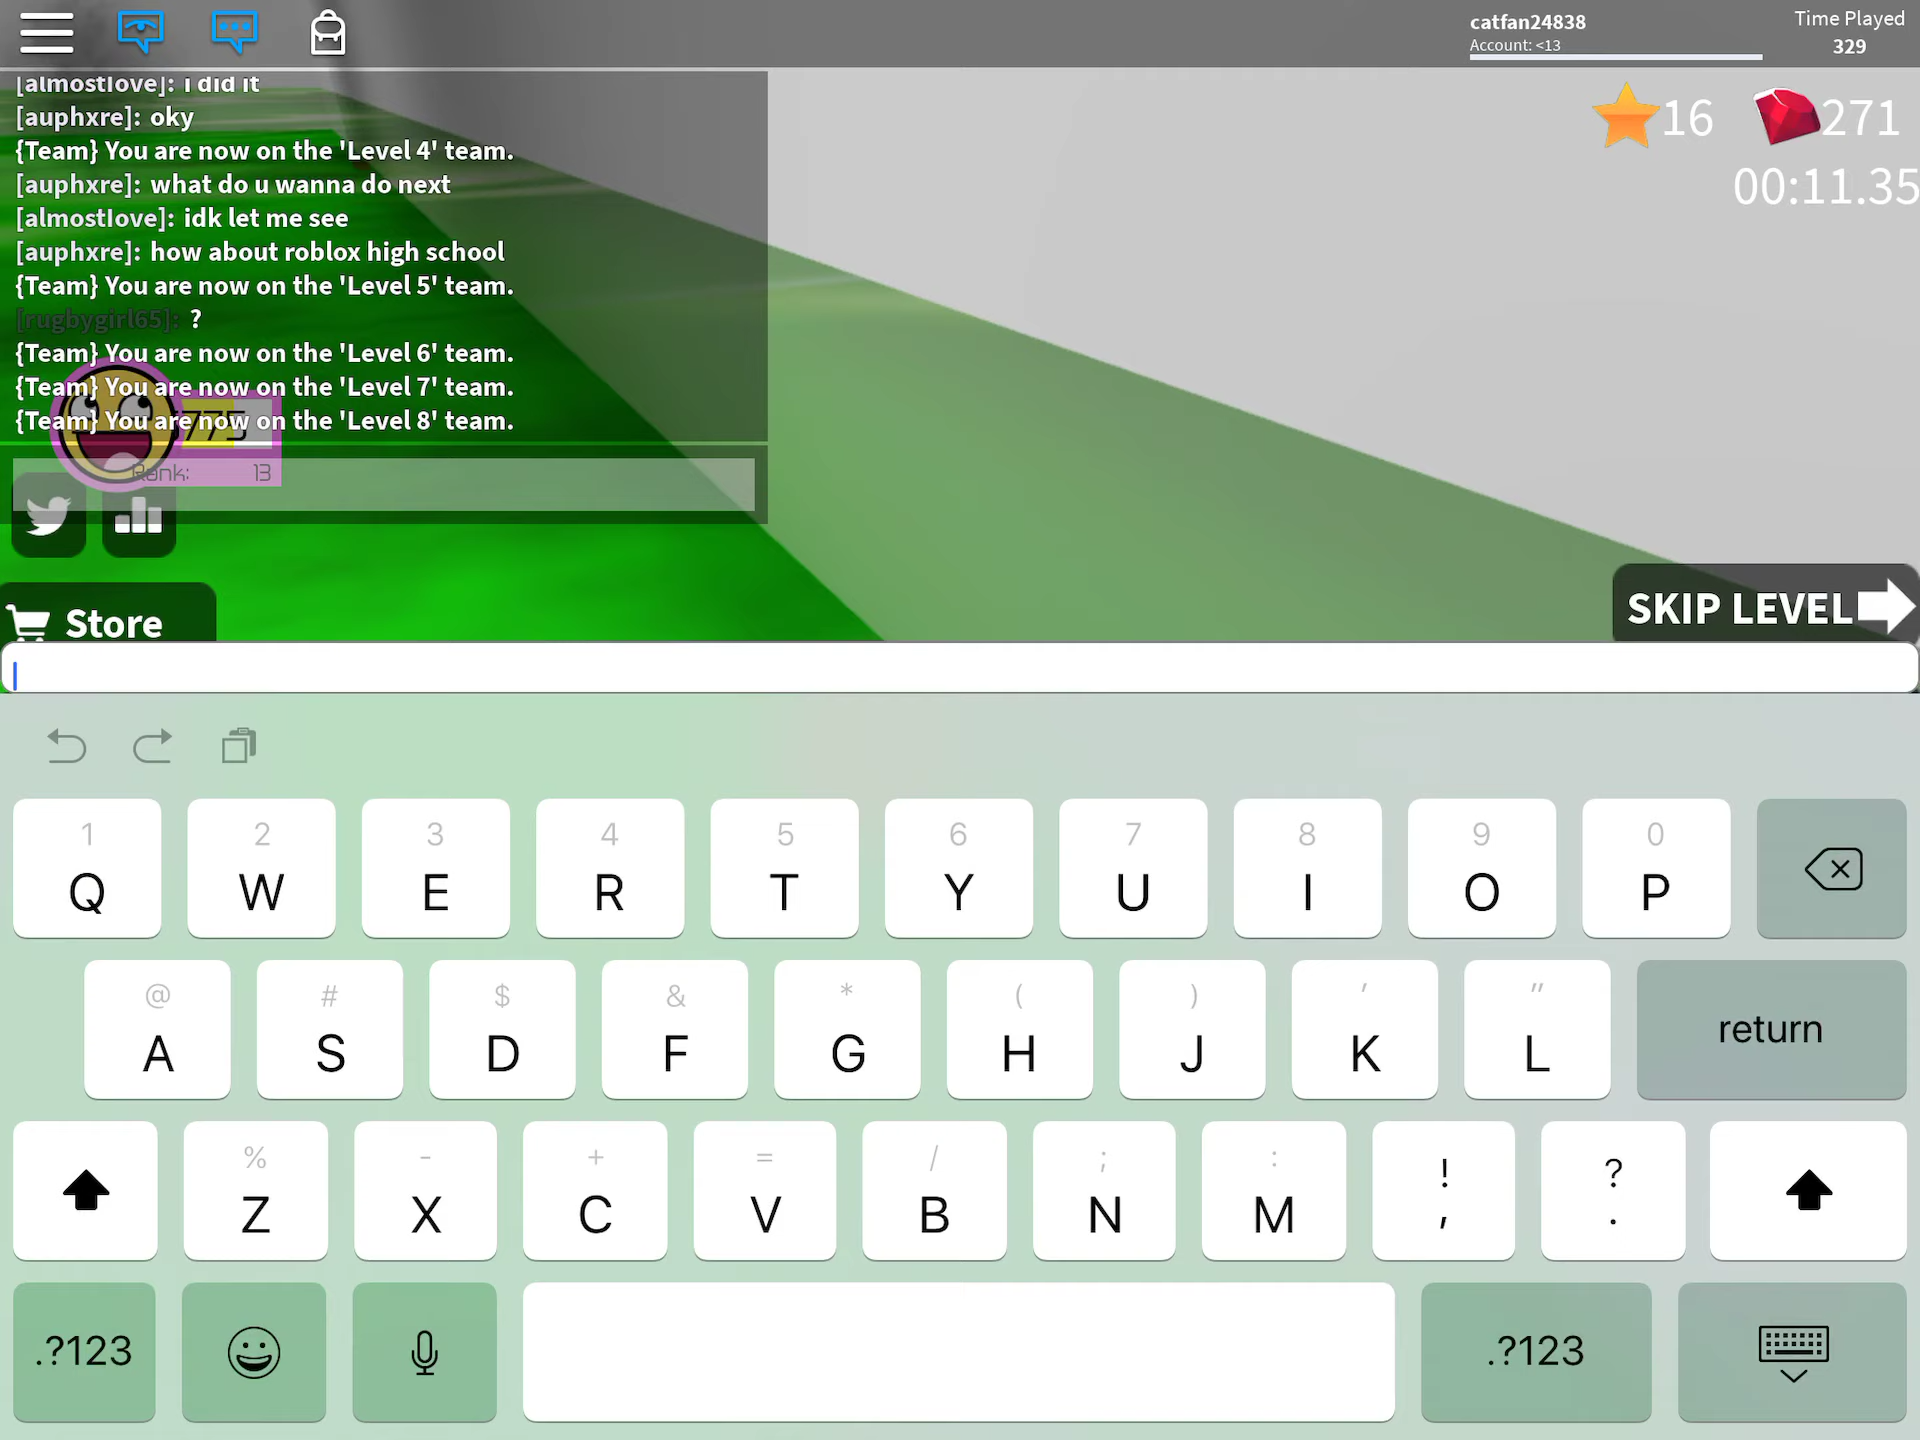 catfan24838
Account: <13
Time Played
329
[almostlove]: i did it
[auphxre]: oky
{Team} You are now on the 'Level 4' team.
[auphxre]: what do u wanna do next
[almostlove]: idk let me see
[auphxre]: how about roblox high school
{Team} You are now on the 'Level 5' team.
[rugbygirl65]: ?
{Team} You are now on the 'Level 6' team.
{Team} You are now on the 'Level 7' team.
{Team} You are now on the 'Level 8' team.
775
Rank: 13
16
271
00:11.35
Store
SKIP LEVEL
1 2 3 4 5 6 7 8 9 0
Q W E R T Y U I O P
@ # $ & * ( ) ' "
A S D F G H J K L return
% - + = / ; : ! ?
Z X C V B N M , .
.?123 .?123